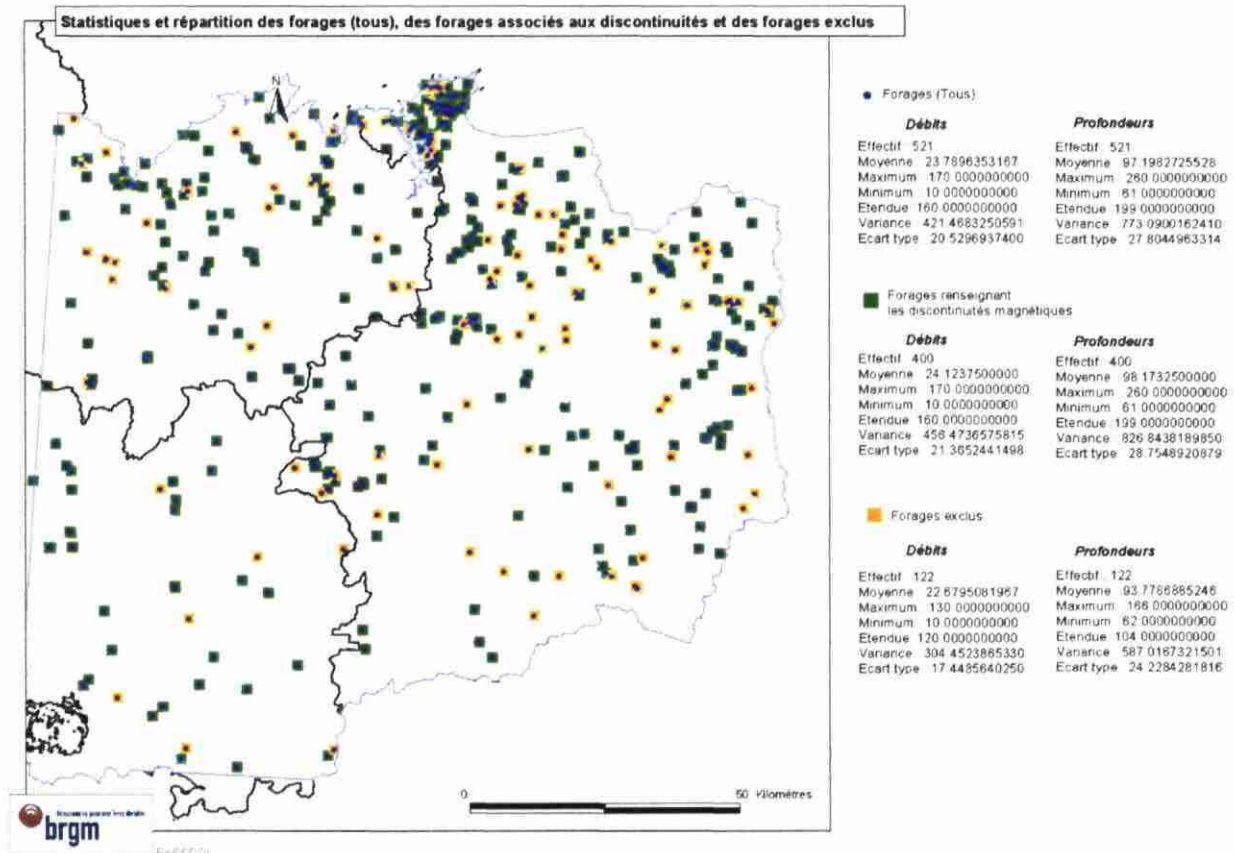 Statistiques et répartition des forages (tous), des forages associés aux discontinuités et des forages exclus
N
Forages (Tous)
Débits
Effectif 521
Moyenne 23 7896353167
Maximum 170 0000000000
Minimum 10 0000000000
Etendue 160 0000000000
Variance 421 4683250591
Ecart type 20 5296937400
Profondeurs
Effectif 521
Moyenne 97 1982725528
Maximum 260 0000000000
Minimum 61 0000000000
Etendue 199 0000000000
Variance 773 0900162410
Ecart type 27 8044963314
Forages renseignant
les discontinuités magnétiques
Débits
Effectif 400
Moyenne 24 1237500000
Maximum 170 0000000000
Minimum 10 0000000000
Etendue 160 0000000000
Variance 456 4736575815
Ecart type 21 3652441498
Profondeurs
Effectif 400
Moyenne 98 1732500000
Maximum 260 0000000000
Minimum 61 0000000000
Etendue 199 0000000000
Variance 826 8438189850
Ecart type 28 7548920879
Forages exclus
Débits
Effectif 122
Moyenne 22 6795081967
Maximum 130 0000000000
Minimum 10 0000000000
Etendue 120 0000000000
Variance 304 4523865330
Ecart type 17 4485640250
Profondeurs
Effectif 122
Moyenne 93 7786885246
Maximum 166 0000000000
Minimum 62 0000000000
Etendue 104 0000000000
Variance 587 0167321501
Ecart type 24 2284281816
0 50 Kilomètres
brgm